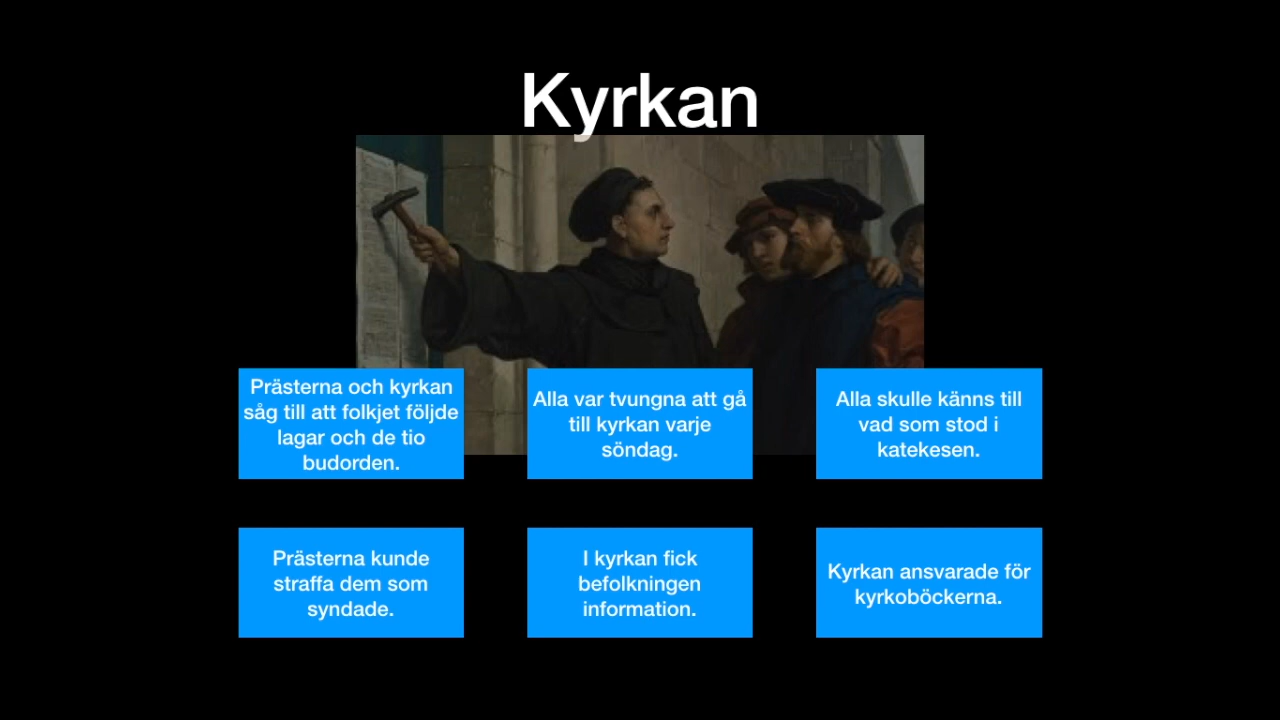 Kyrkan
Prästerna och kyrkan
såg till att folkjet följde
lagar och de tio
budorden.
Alla var tvungna att gå
till kyrkan varje
söndag.
Alla skulle känns till
vad som stod i
katekesen.
Prästerna kunde
straffa dem som
syndade.
I kyrkan fick
befolkningen
information.
Kyrkan ansvarade för
kyrkoböckerna.